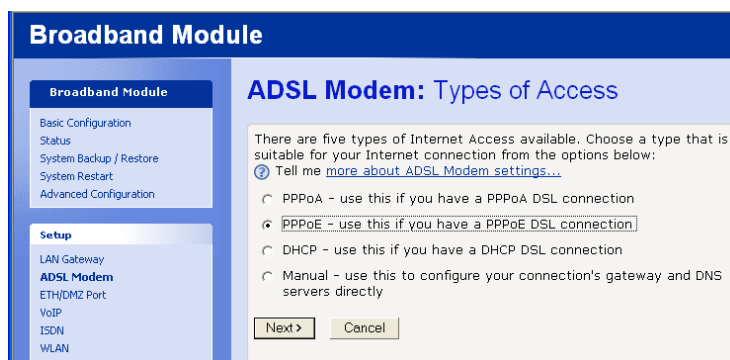 Broadband Module
Broadband Module
Basic Configuration
Status
System Backup / Restore
System Restart
Advanced Configuration
Setup
LAN Gateway
ADSL Modem
ETH/DMZ Port
VoIP
ISDN
WLAN
ADSL Modem: Types of Access
There are five types of Internet Access available. Choose a type that is
suitable for your Internet connection from the options below:
? Tell me more about ADSL Modem settings...
PPPoA - use this if you have a PPPoA DSL connection
PPPoE - use this if you have a PPPoE DSL connection
DHCP - use this if you have a DHCP DSL connection
Manual - use this to configure your connection's gateway and DNS
servers directly
Next>
Cancel